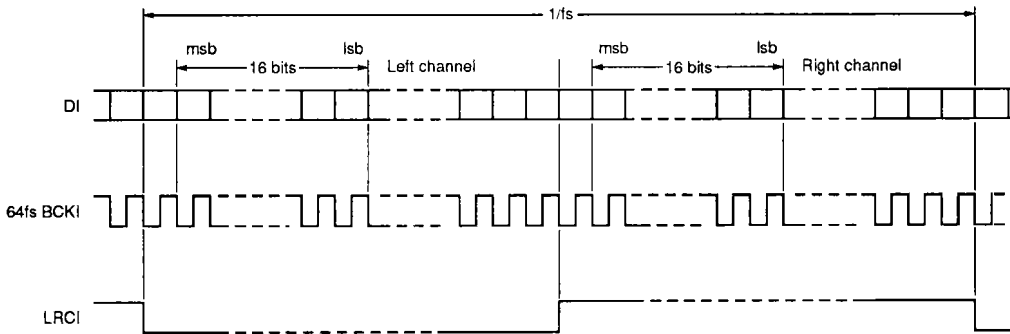 1/fs
msb lsb msb lsb
16 bits Left channel 16 bits Right channel
DI
64fs BCKI
LRCI